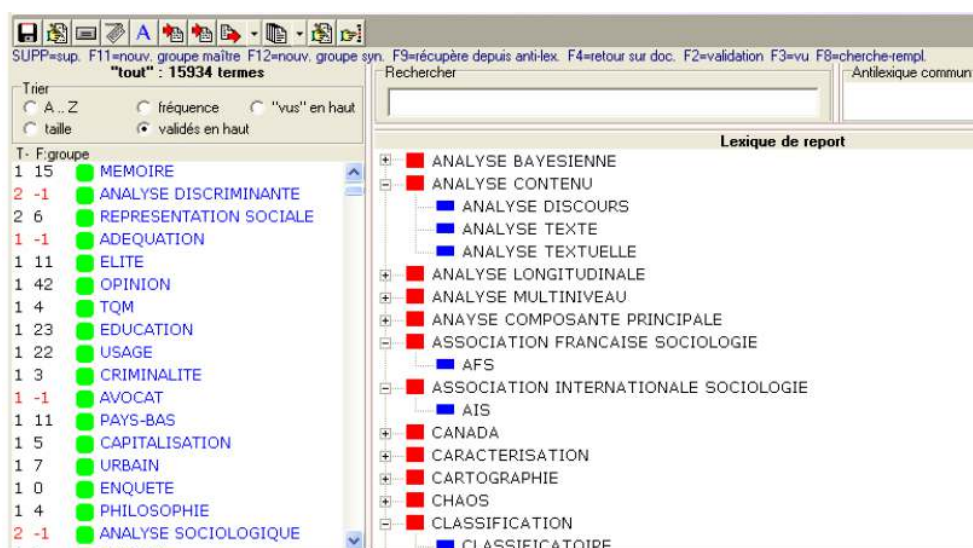 SUPP=sup. F11=nouv. groupe maître F12=nouv. groupe syn. F9=récupère depuis anti-lex. F4=retour sur doc. F2=validation F3=vu F8=cherche-rempl.
"tout" : 15934 termes
Trier
A .. Z fréquence "vus" en haut
taille validés en haut
T- F:groupe
1 15 MEMOIRE
2 -1 ANALYSE DISCRIMINANTE
2 6 REPRESENTATION SOCIALE
1 -1 ADEQUATION
1 11 ELITE
1 42 OPINION
1 4 TQM
1 23 EDUCATION
1 22 USAGE
1 3 CRIMINALITE
1 -1 AVOCAT
1 11 PAYS-BAS
1 5 CAPITALISATION
1 7 URBAIN
1 0 ENQUETE
1 4 PHILOSOPHIE
2 -1 ANALYSE SOCIOLOGIQUE
Rechercher
Antilexique commun
Lexique de report
ANALYSE BAYESIENNE
ANALYSE CONTENU
ANALYSE DISCOURS
ANALYSE TEXTE
ANALYSE TEXTUELLE
ANALYSE LONGITUDINALE
ANALYSE MULTINIVEAU
ANAYSE COMPOSANTE PRINCIPALE
ASSOCIATION FRANCAISE SOCIOLOGIE
AFS
ASSOCIATION INTERNATIONALE SOCIOLOGIE
AIS
CANADA
CARACTERISATION
CARTOGRAPHIE
CHAOS
CLASSIFICATION
CLASSIFICATOIRE